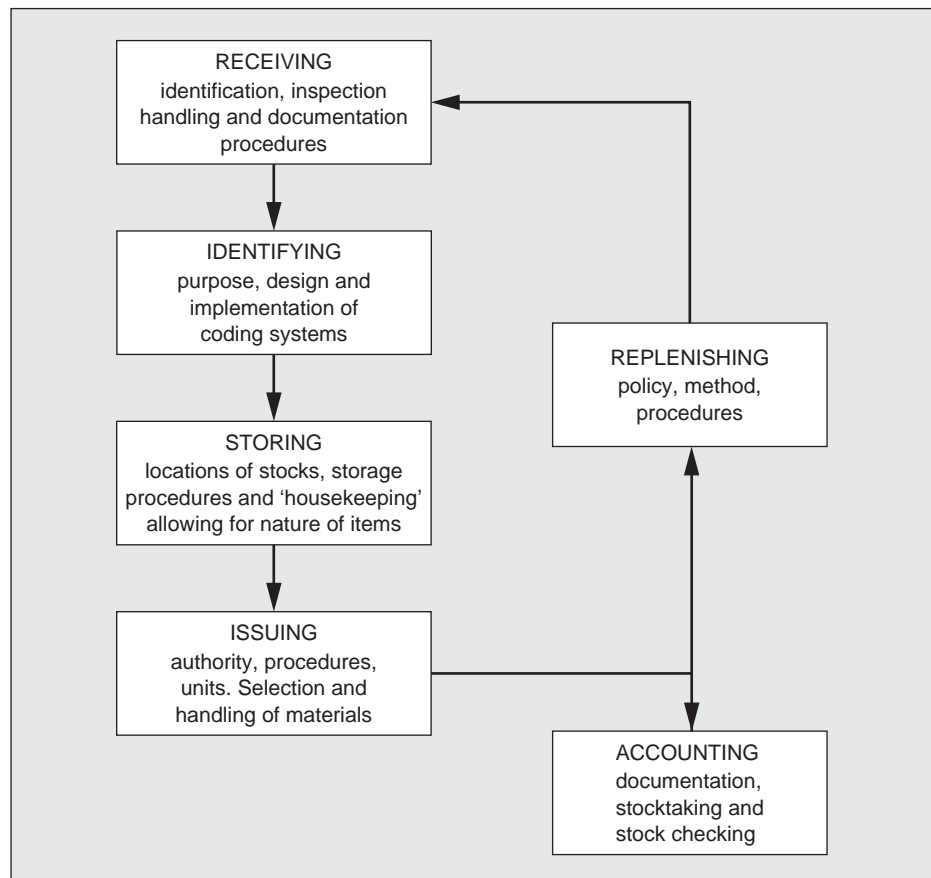 RECEIVING
identification, inspection
handling and documentation
procedures
IDENTIFYING
purpose, design and
implementation of
coding systems
STORING
locations of stocks, storage
procedures and ‘housekeeping’
allowing for nature of items
ISSUING
authority, procedures,
units. Selection and
handling of materials
REPLENISHING
policy, method,
procedures
ACCOUNTING
documentation,
stocktaking and
stock checking